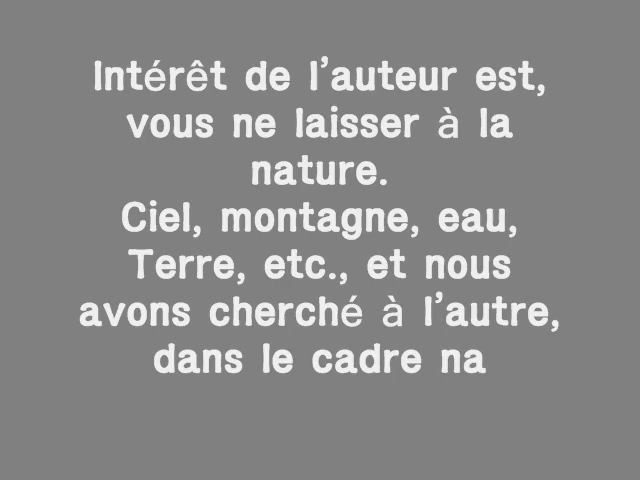 Intérêt de l’auteur est,
vous ne laisser à la
nature.
Ciel, montagne, eau,
Terre, etc., et nous
avons cherché à l’autre,
dans le cadre na